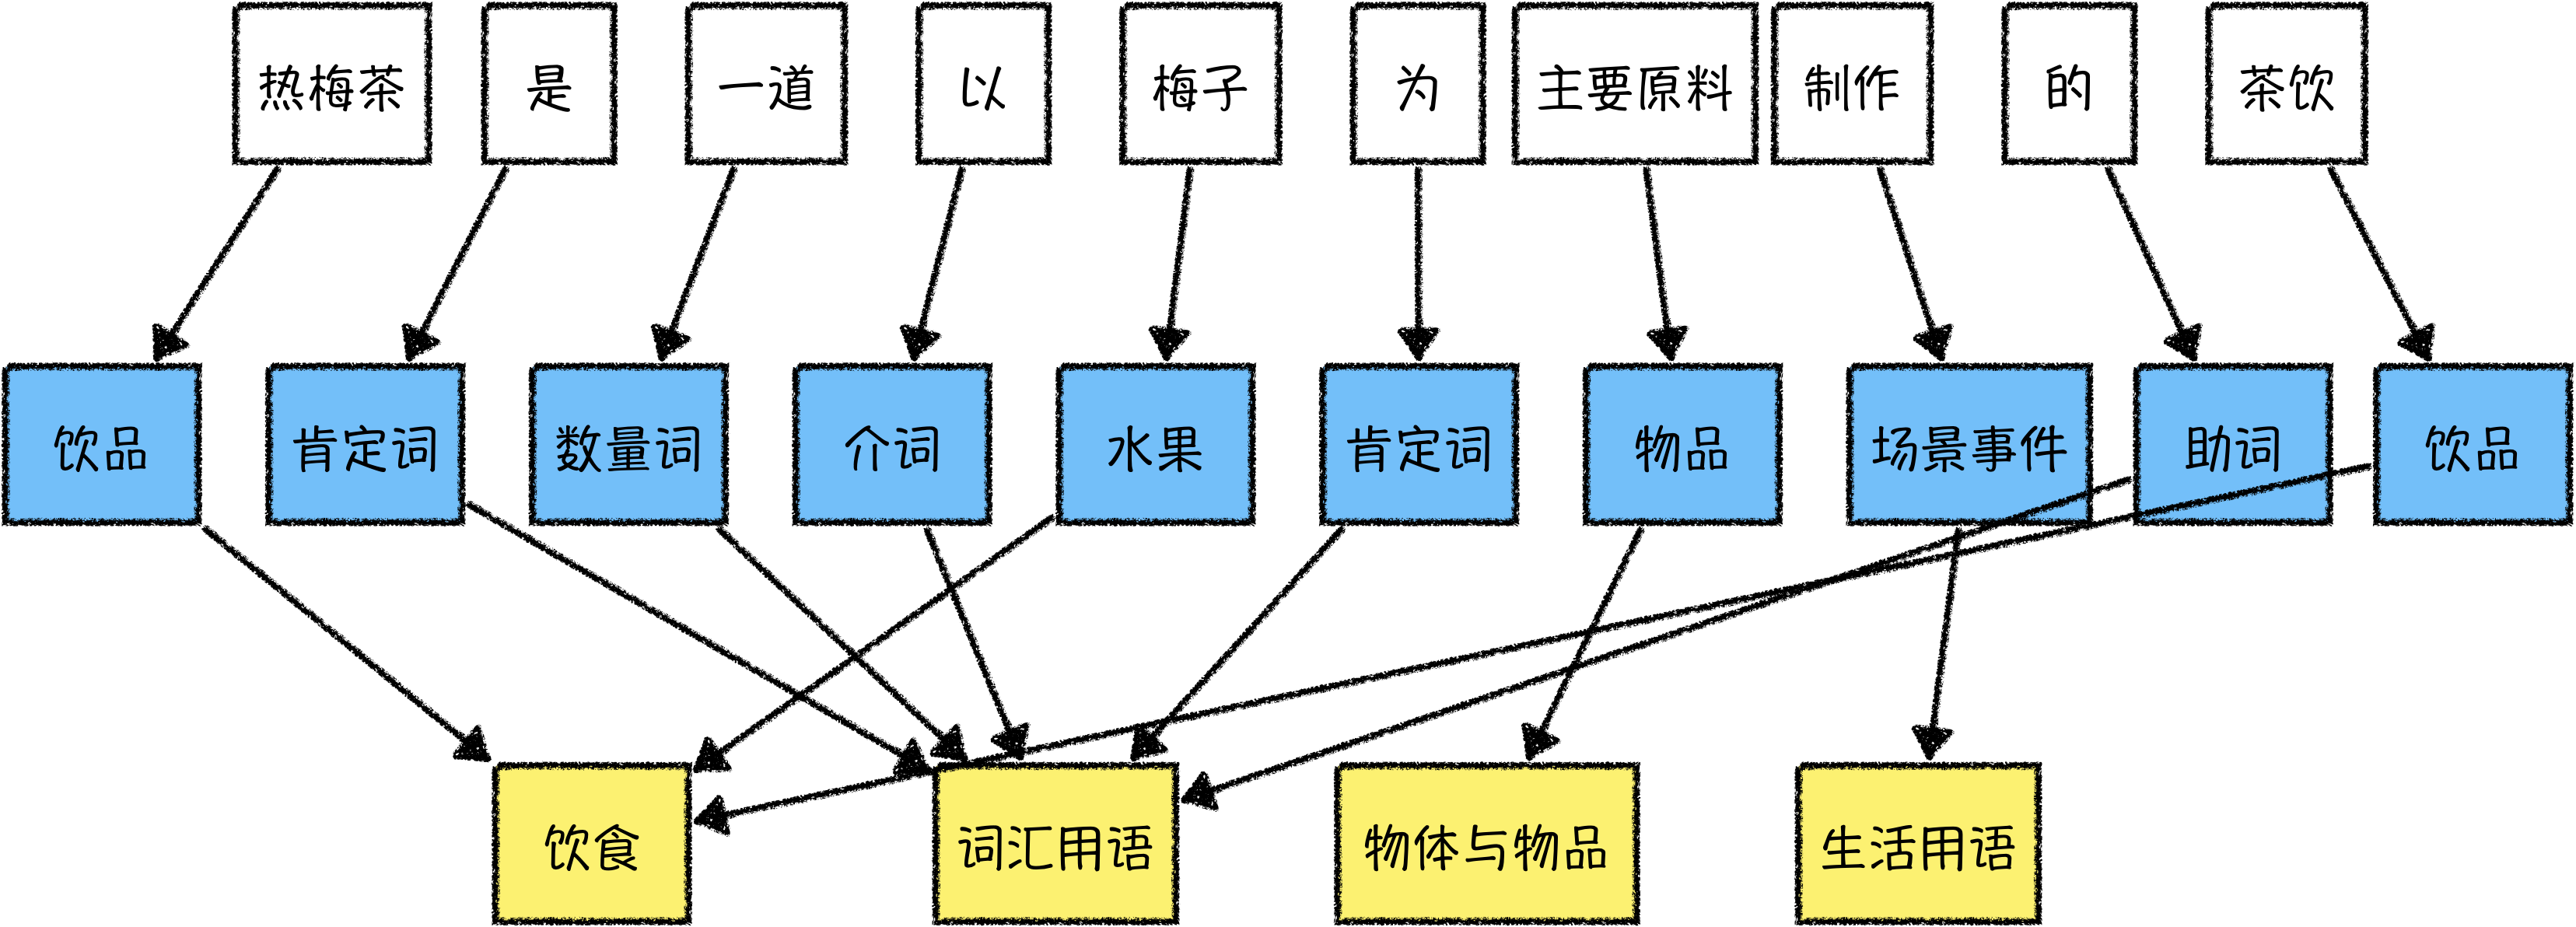 热梅茶 是 一道 以 梅子 为 主要原料 制作 的 茶饮
饮品 肯定词 数量词 介词 水果 肯定词 物品 场景事件 助词 饮品
饮食 词汇用语 物体与物品 生活用语